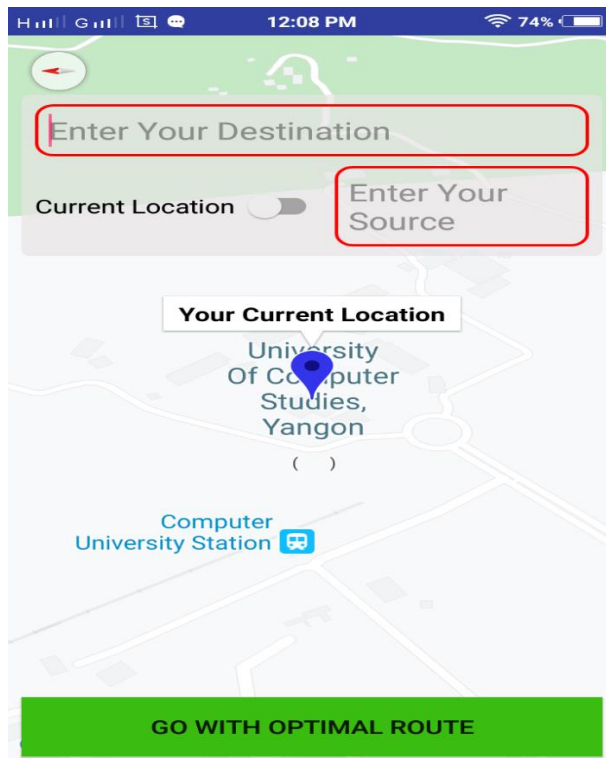 H G 12:08 PM 74%
Enter Your Destination
Current Location
Enter Your
Source
Your Current Location
University
Of Computer
Studies,
Yangon
( )
Computer
University Station
GO WITH OPTIMAL ROUTE